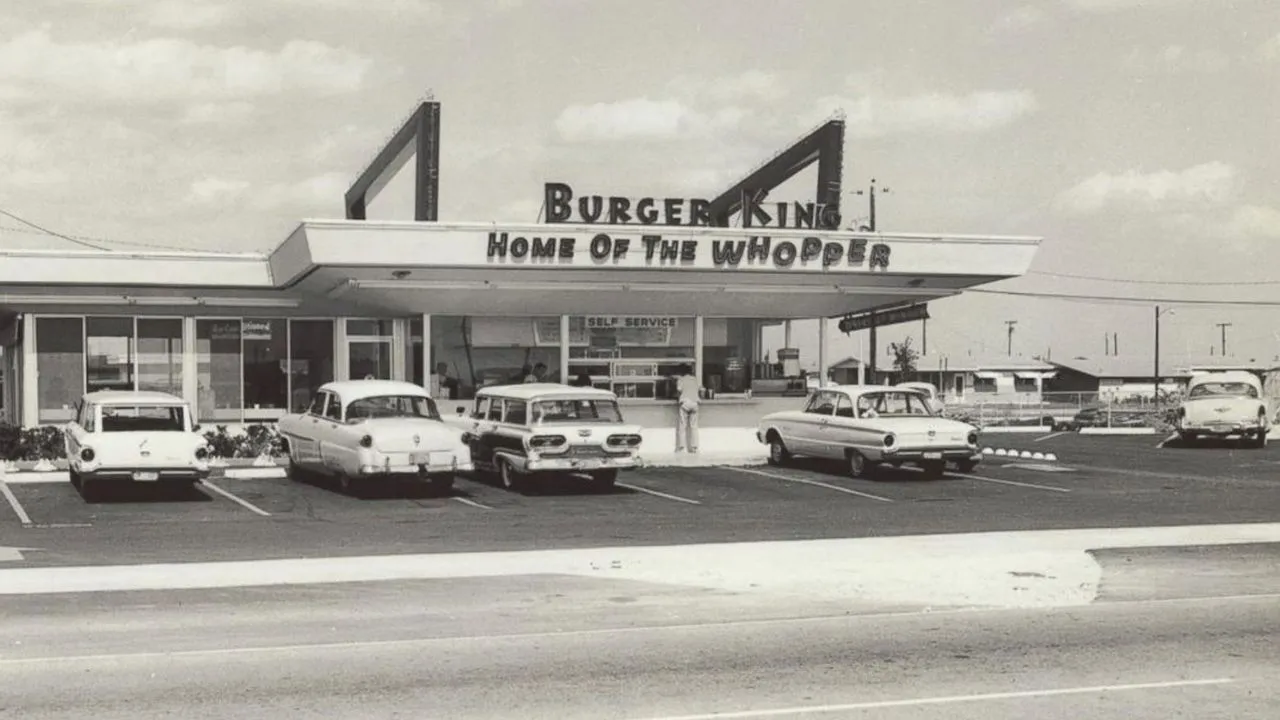 BURGER KING
HOME OF THE WHOPPER
SELF SERVICE